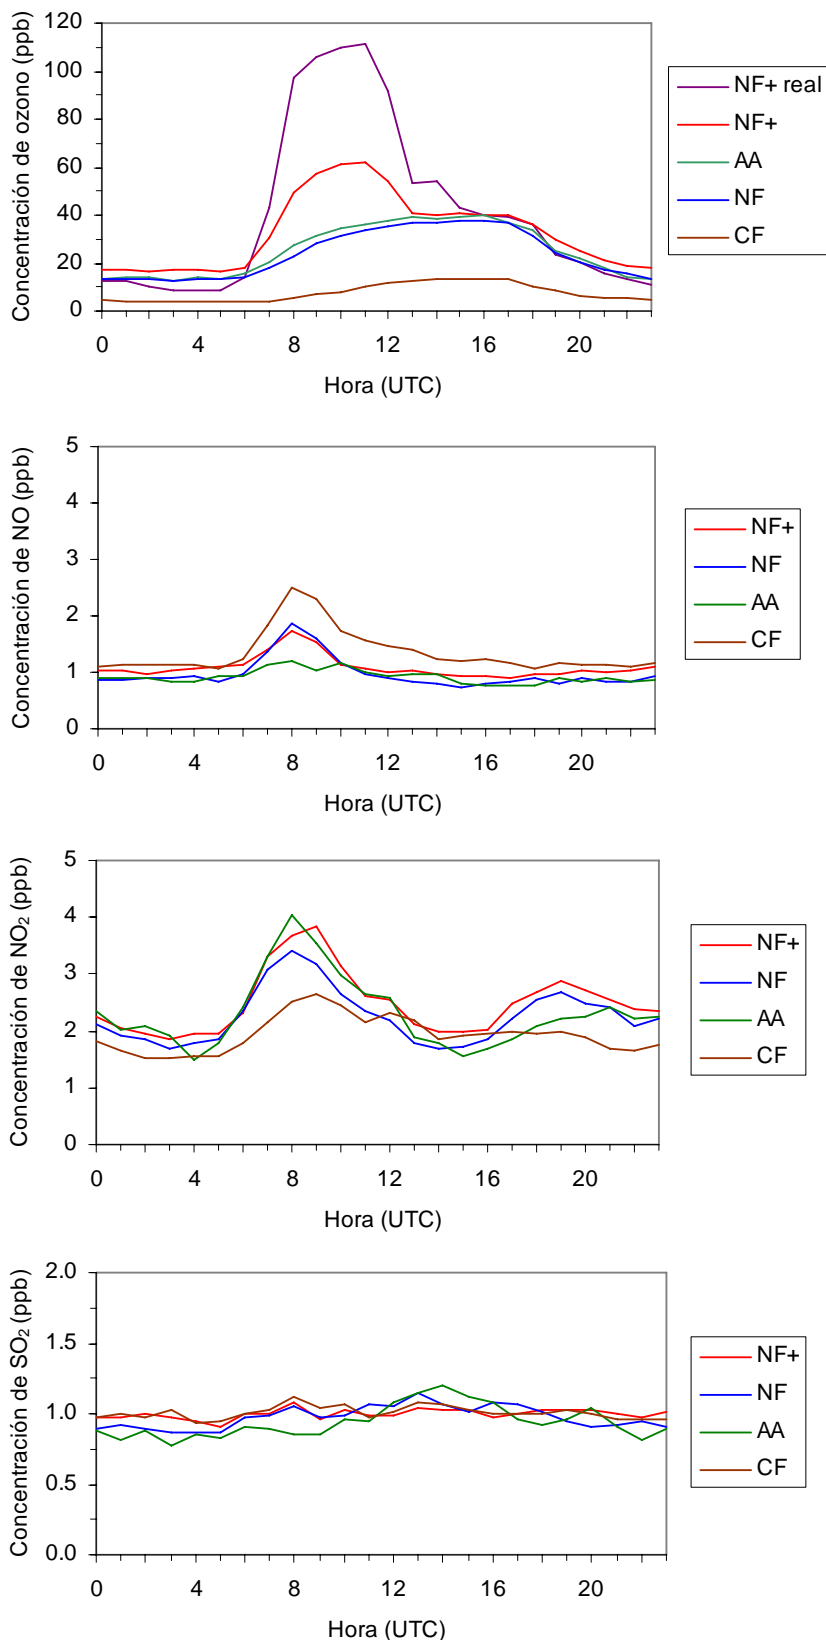 Concentración de ozono (ppb)
120
100
80
60
40
20
0
0 4 8 12 16 20
Hora (UTC)
NF+ real
NF+
AA
NF
CF
Concentración de NO (ppb)
5
4
3
2
1
0
0 4 8 12 16 20
Hora (UTC)
NF+
NF
AA
CF
Concentración de NO₂ (ppb)
5
4
3
2
1
0
0 4 8 12 16 20
Hora (UTC)
NF+
NF
AA
CF
Concentración de SO₂ (ppb)
2.0
1.5
1.0
0.5
0.0
0 4 8 12 16 20
Hora (UTC)
NF+
NF
AA
CF